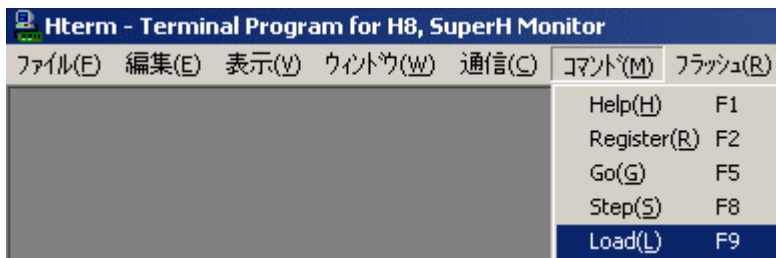 Hterm - Terminal Program for H8, SuperH Monitor
ファイル(F) 編集(E) 表示(V) ウィンドウ(W) 通信(C) コマンド(M) フラッシュ(R)
Help(H) F1
Register(R) F2
Go(G) F5
Step(S) F8
Load(L) F9